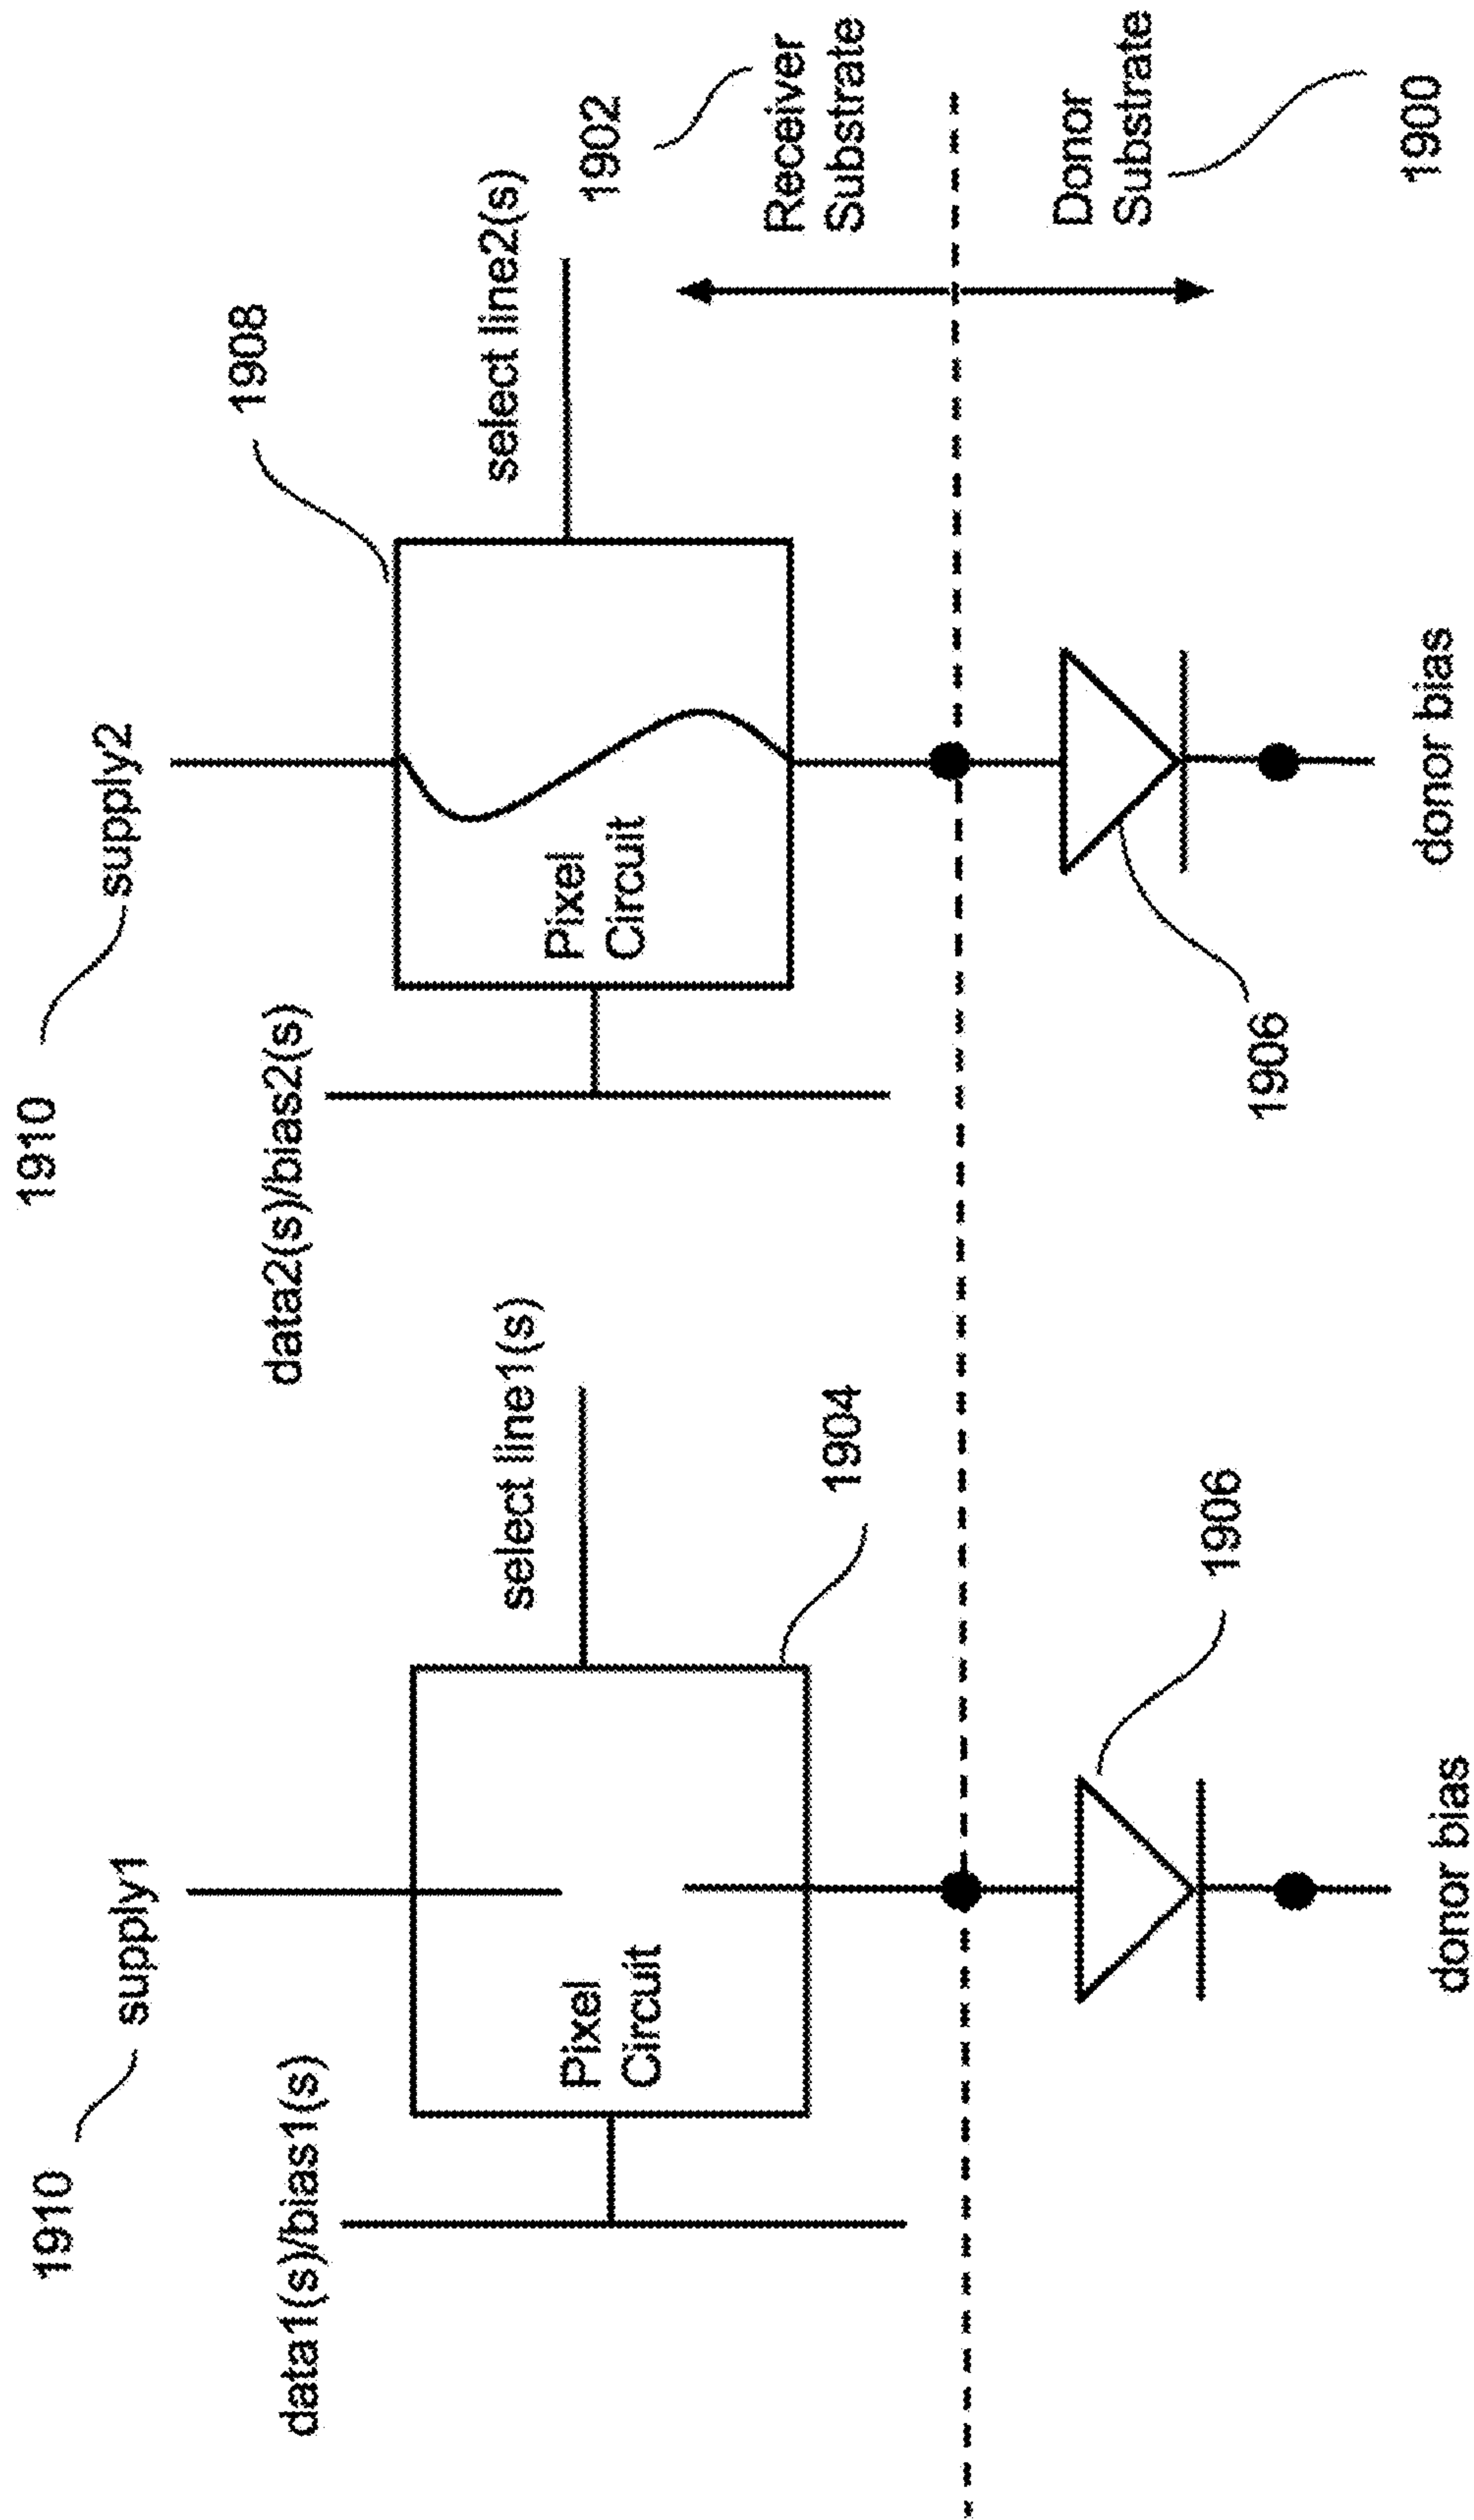 1910
supply1
data1(s)/bias1(s)
select line1(s)
Pixel
Circuit
1904
1906
donor bias
1910
supply2
data2(s)/bias2(s)
1908
select line2(s)
Pixel
Circuit
1902
Receiver
Substrate
Donor
Substrate
1906
1900
donor bias